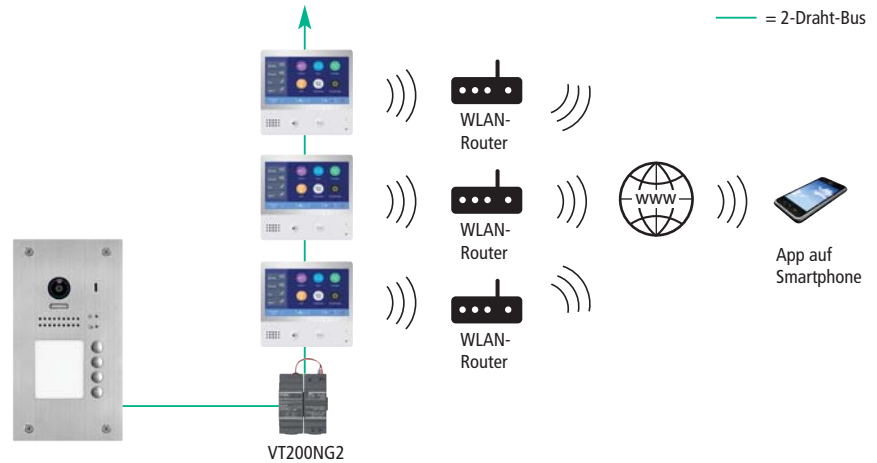 = 2-Draht-Bus
WLAN-
Router
WLAN-
Router
www
App auf
Smartphone
WLAN-
Router
VT200NG2